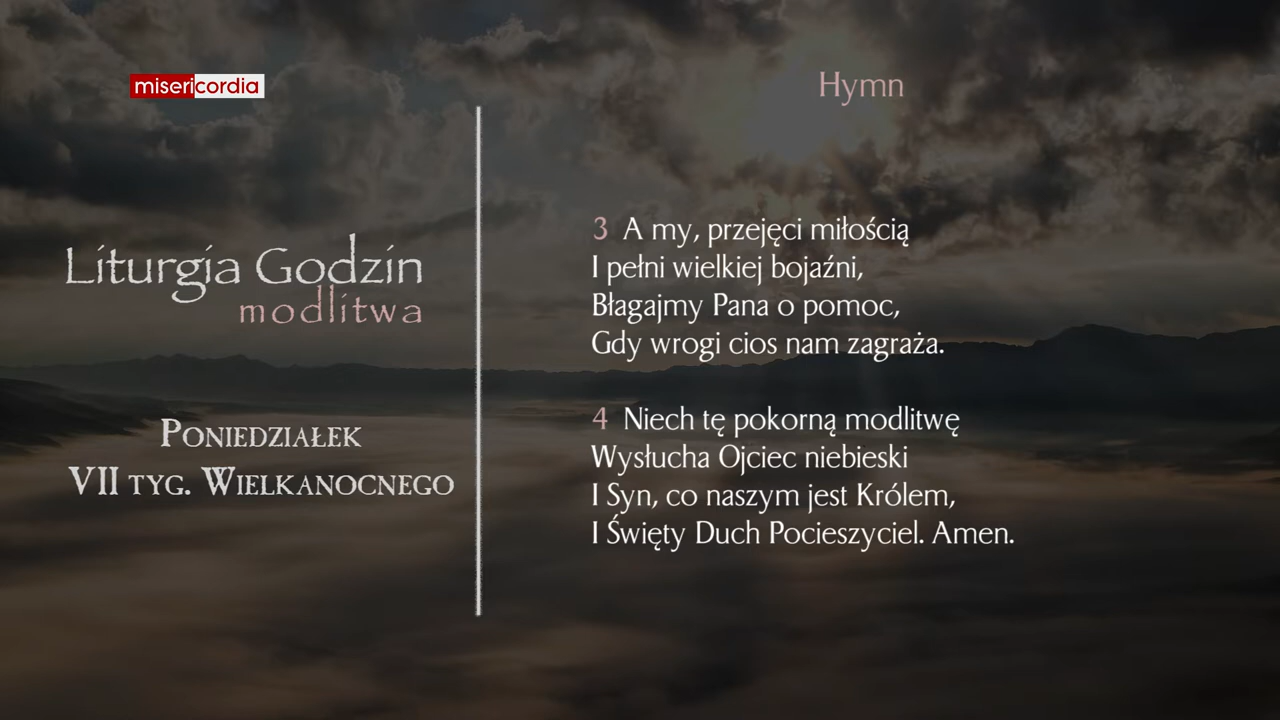 misericordia
Liturgia Godzin
modlitwa
Poniedziałek
VII tyg. Wielkanocnego
Hymn
3 A my, przejęci miłością
I pełni wielkiej bojaźni,
Błagajmy Pana o pomoc,
Gdy wrogi cios nam zagraża.
4 Niech tę pokorną modlitwę
Wysłucha Ojciec niebieski
I Syn, co naszym jest Królem,
I Święty Duch Pocieszyciel. Amen.